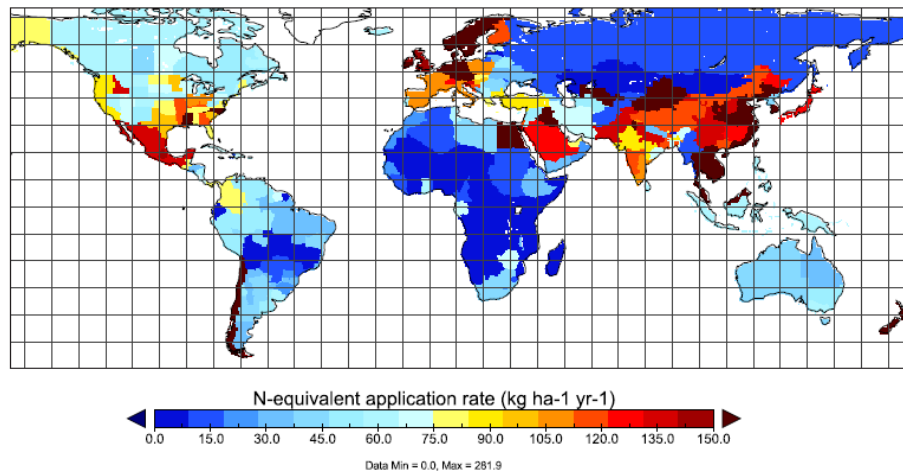 N-equivalent application rate (kg ha-1 yr-1)
0.0 15.0 30.0 45.0 60.0 75.0 90.0 105.0 120.0 135.0 150.0
Data Min = 0.0, Max = 281.9